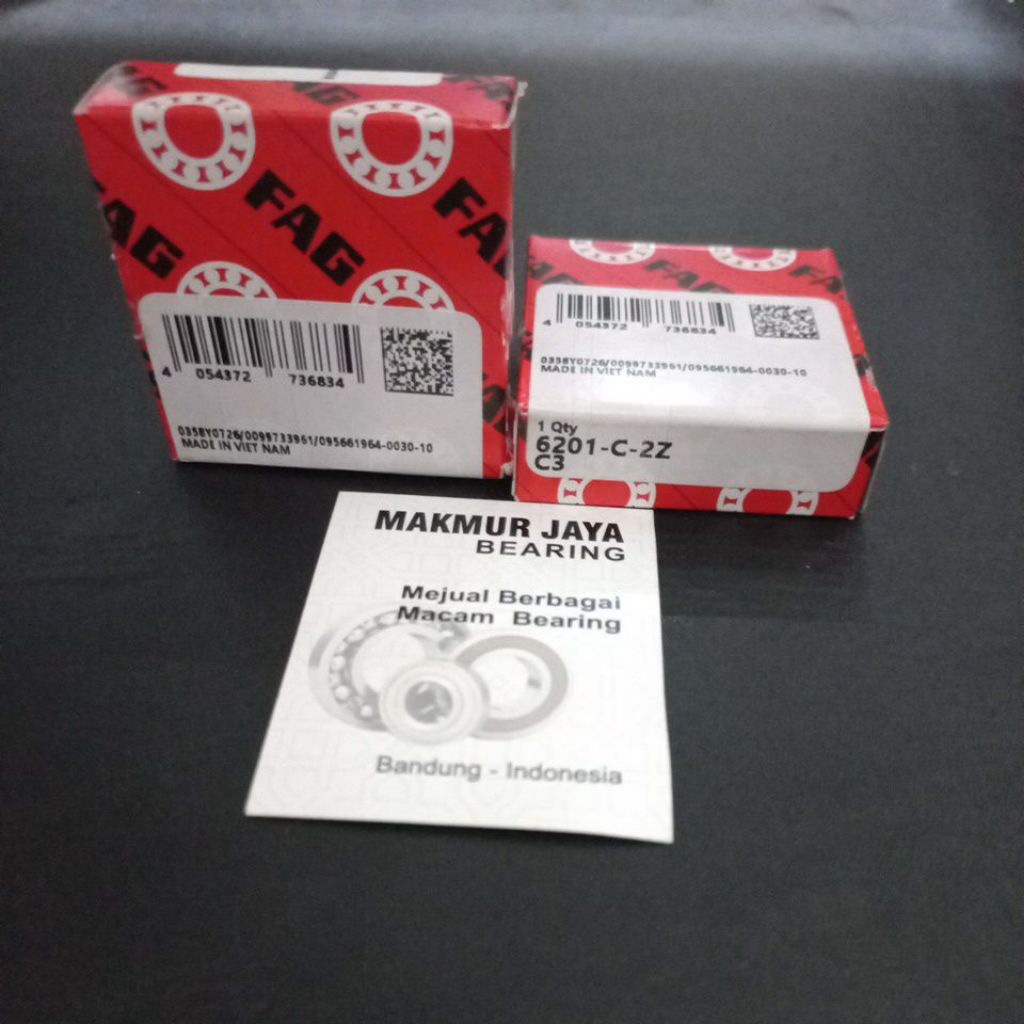 FAG
FAG
FAG
FA
4 054372 736834
0358Y0726/0099733961/095661964-0030-10
MADE IN VIET NAM
FAG
FAG
4 054372 736834
0358Y0726/0099733961/095661964-0030-10
MADE IN VIET NAM
1 Qty
6201-C-2Z
C3
MAKMUR JAYA
BEARING
Mejual Berbagai
Macam Bearing
Bandung - Indonesia